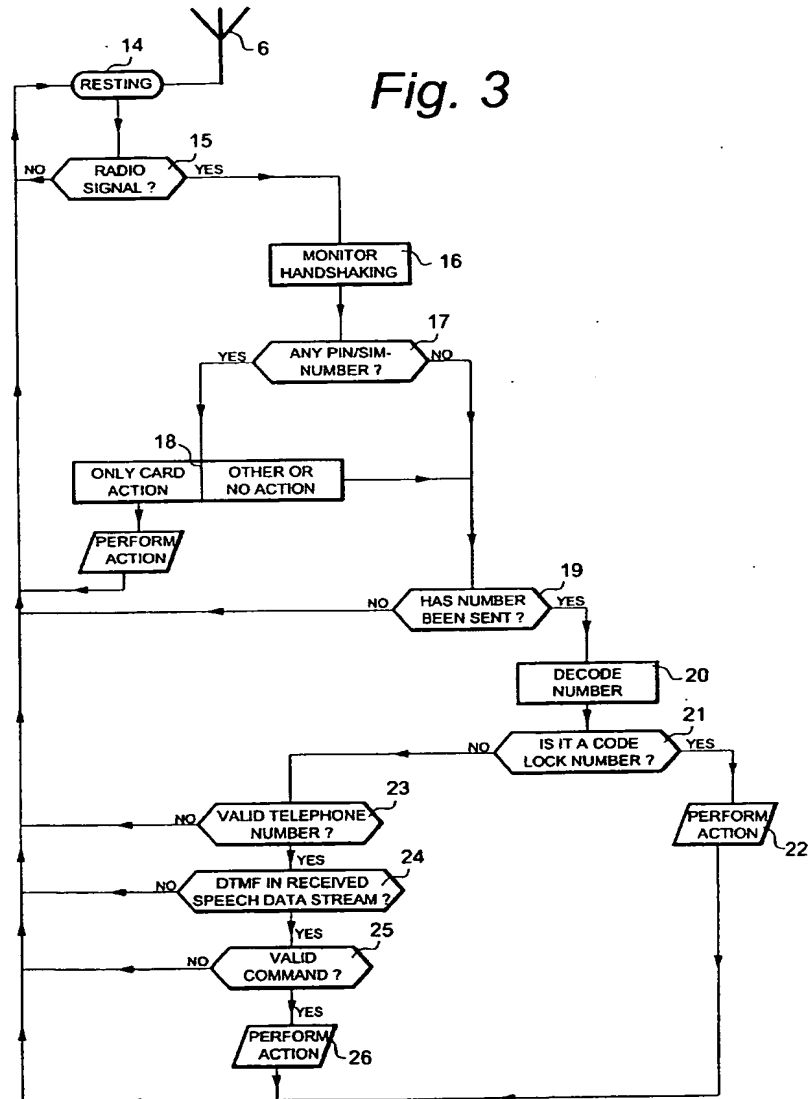 6
14
RESTING
Fig. 3
15
NO
RADIO
SIGNAL ?
YES
MONITOR
HANDSHAKING
16
17
YES
ANY PIN/SIM-
NUMBER ?
NO
18
ONLY CARD
ACTION
OTHER OR
NO ACTION
PERFORM
ACTION
19
NO
HAS NUMBER
BEEN SENT ?
YES
DECODE
NUMBER
20
21
NO
IS IT A CODE
LOCK NUMBER ?
YES
23
NO
VALID TELEPHONE
NUMBER ?
PERFORM
ACTION
22
YES
24
NO
DTMF IN RECEIVED
SPEECH DATA STREAM ?
YES
25
NO
VALID
COMMAND ?
YES
PERFORM
ACTION
26